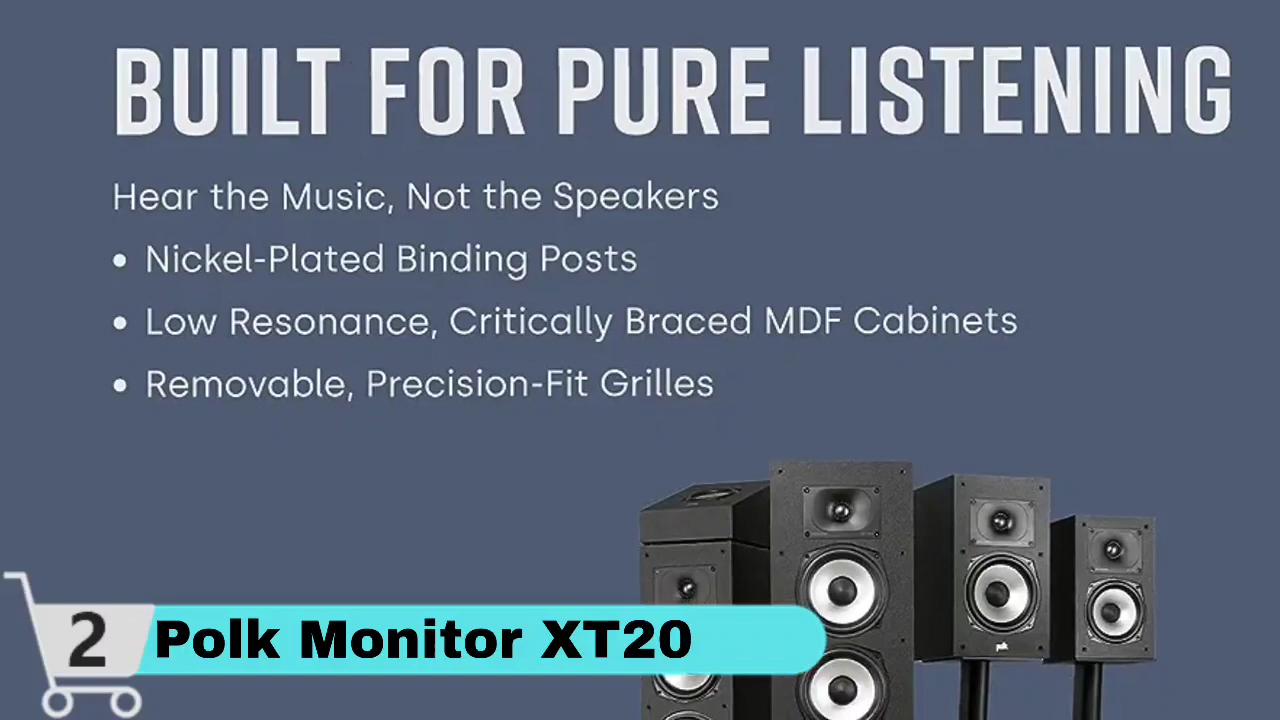 BUILT FOR PURE LISTENING
Hear the Music, Not the Speakers
• Nickel-Plated Binding Posts
• Low Resonance, Critically Braced MDF Cabinets
• Removable, Precision-Fit Grilles
polk
2
Polk Monitor XT20